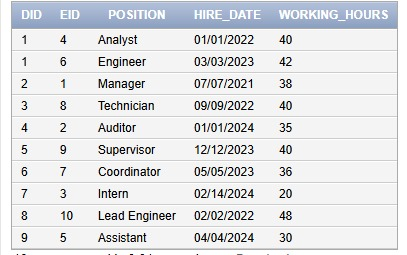 DID EID POSITION HIRE_DATE WORKING_HOURS
1 4 Analyst 01/01/2022 40
1 6 Engineer 03/03/2023 42
2 1 Manager 07/07/2021 38
3 8 Technician 09/09/2022 40
4 2 Auditor 01/01/2024 35
5 9 Supervisor 12/12/2023 40
6 7 Coordinator 05/05/2023 36
7 3 Intern 02/14/2024 20
8 10 Lead Engineer 02/02/2022 48
9 5 Assistant 04/04/2024 30